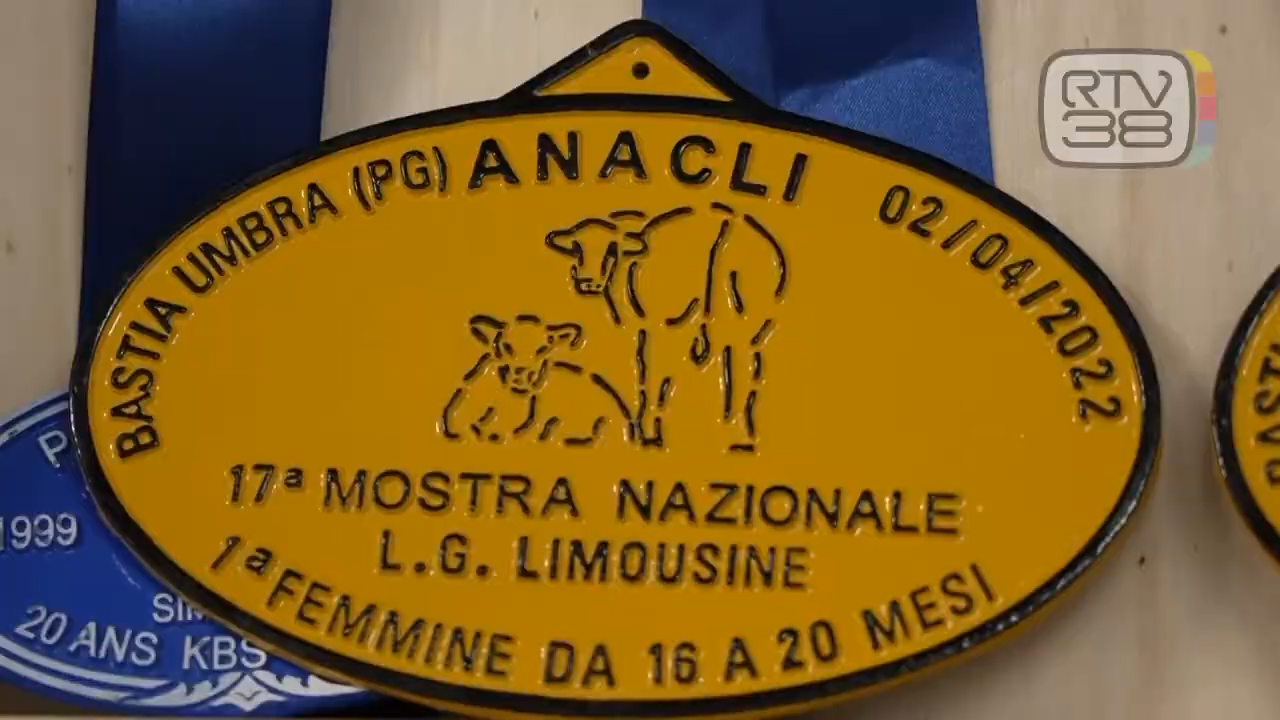 RTV
38
BASTIA UMBRA (PG) ANACLI 02/04/2022
17ª MOSTRA NAZIONALE
L.G. LIMOUSINE
1ª FEMMINE DA 16 A 20 MESI
1999
20 ANS KBS